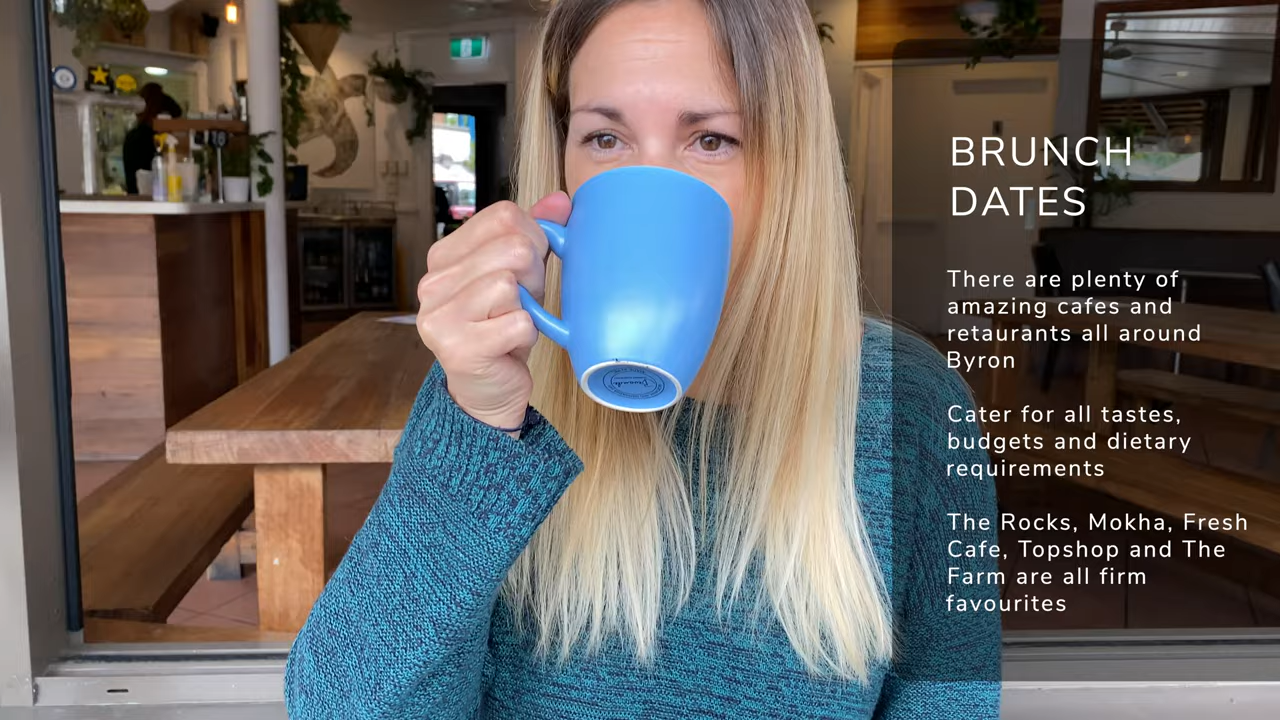 BRUNCH
DATES
There are plenty of
amazing cafes and
retaurants all around
Byron
Cater for all tastes,
budgets and dietary
requirements
The Rocks, Mokha, Fresh
Cafe, Topshop and The
Farm are all firm
favourites